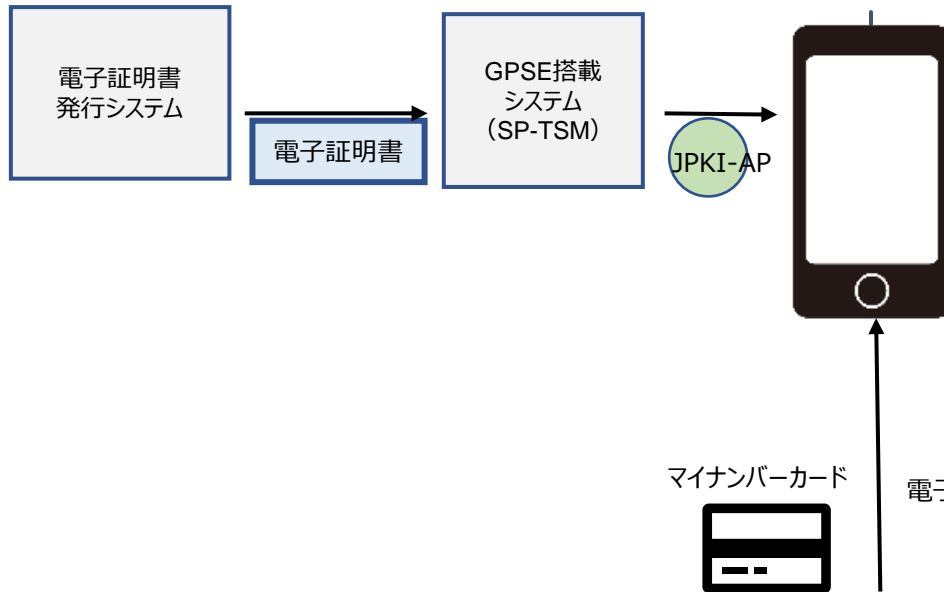 電子証明書
発行システム
電子証明書
GPSE搭載
システム
（SP-TSM）
JPKI-AP
マイナンバーカード
電子